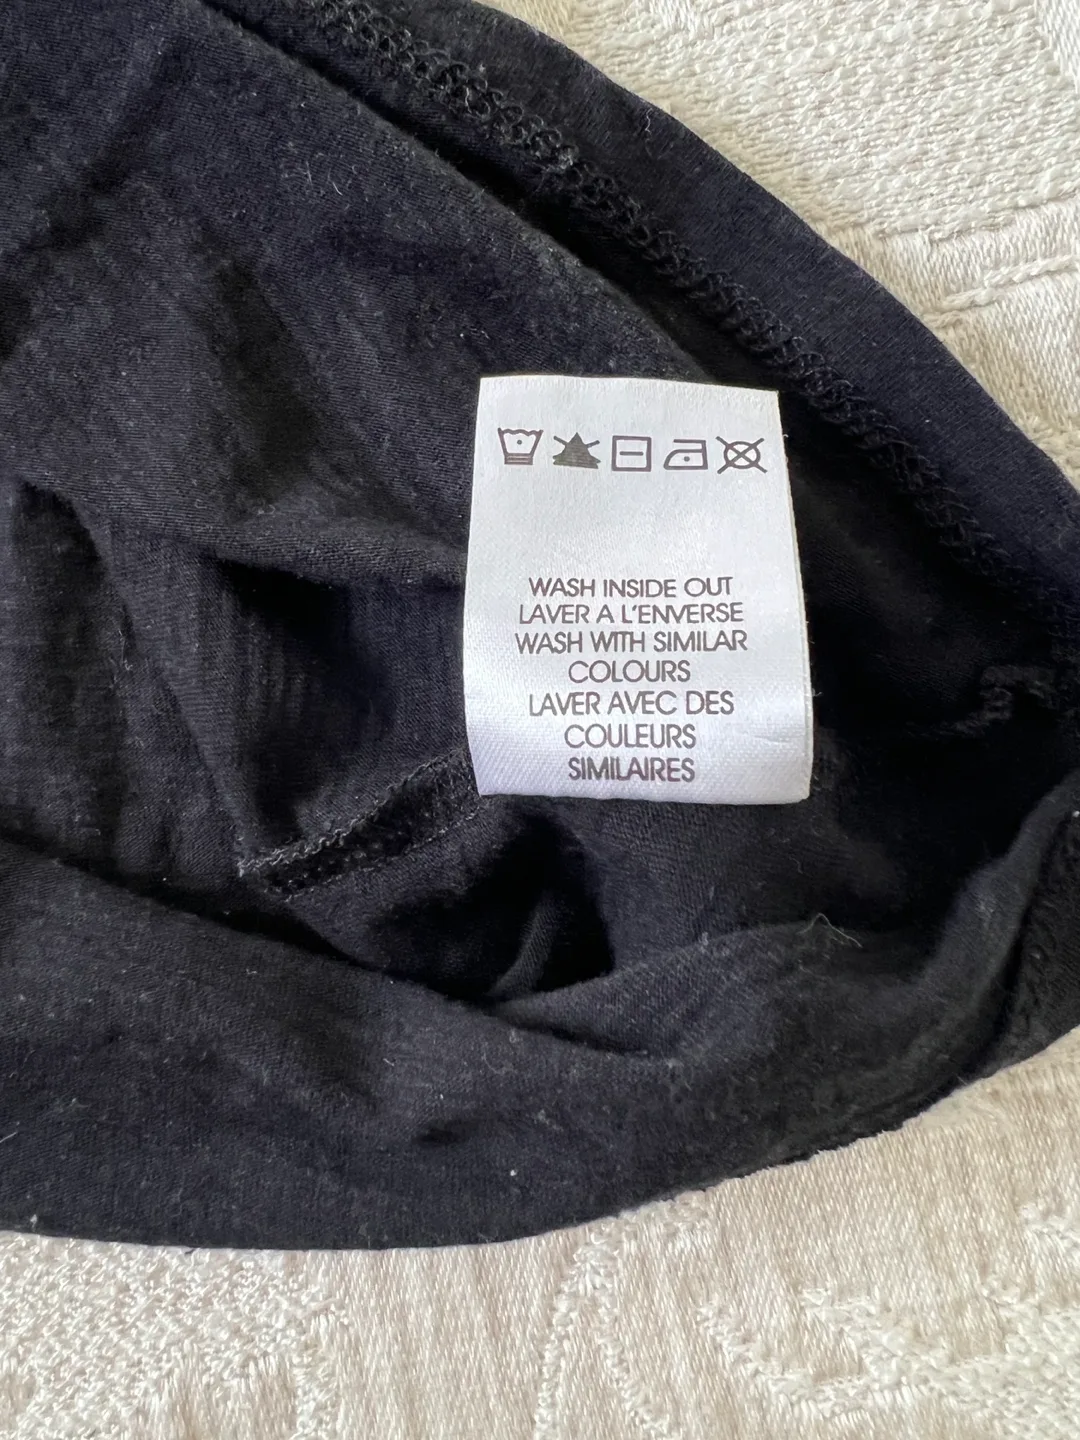 WASH INSIDE OUT
LAVER A L'ENVERSE
WASH WITH SIMILAR
COLOURS
LAVER AVEC DES
COULEURS
SIMILAIRES